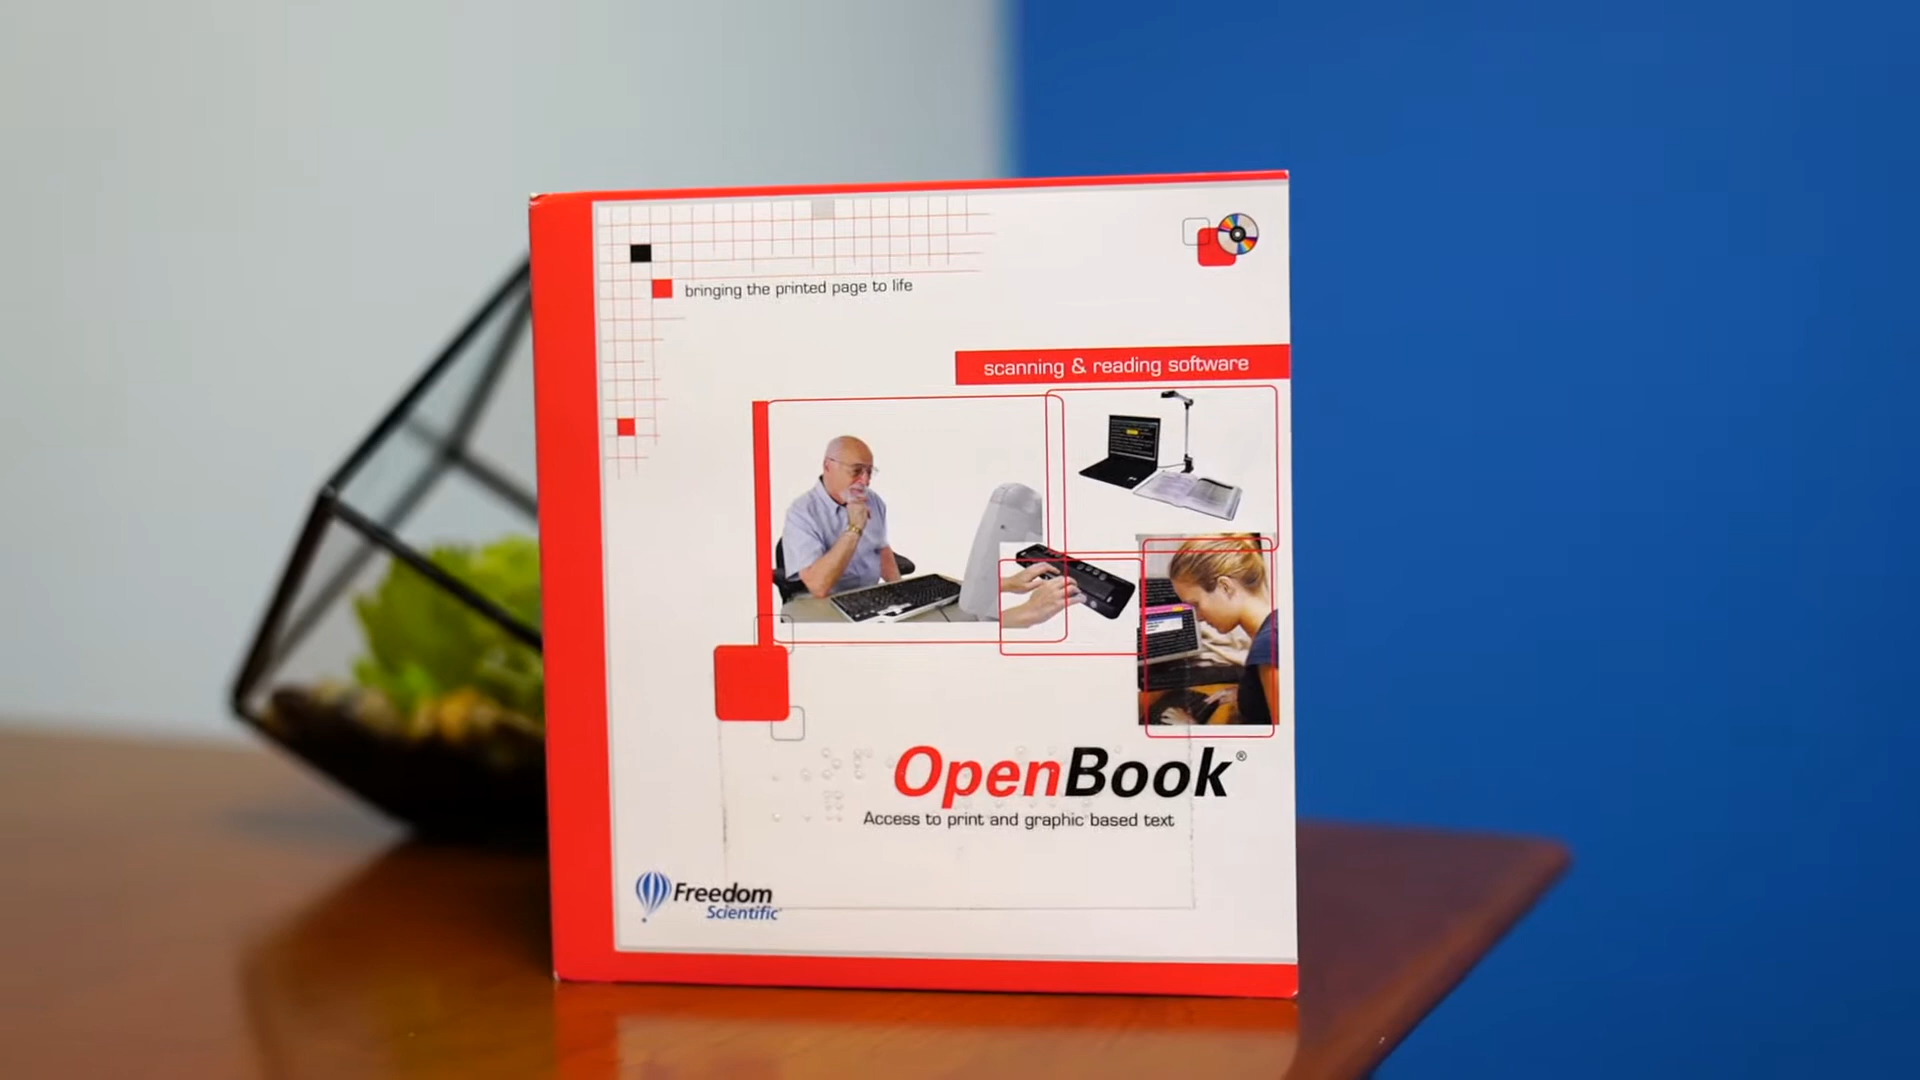 bringing the printed page to life
scanning & reading software
OpenBook®
Access to print and graphic based text
Freedom
Scientific